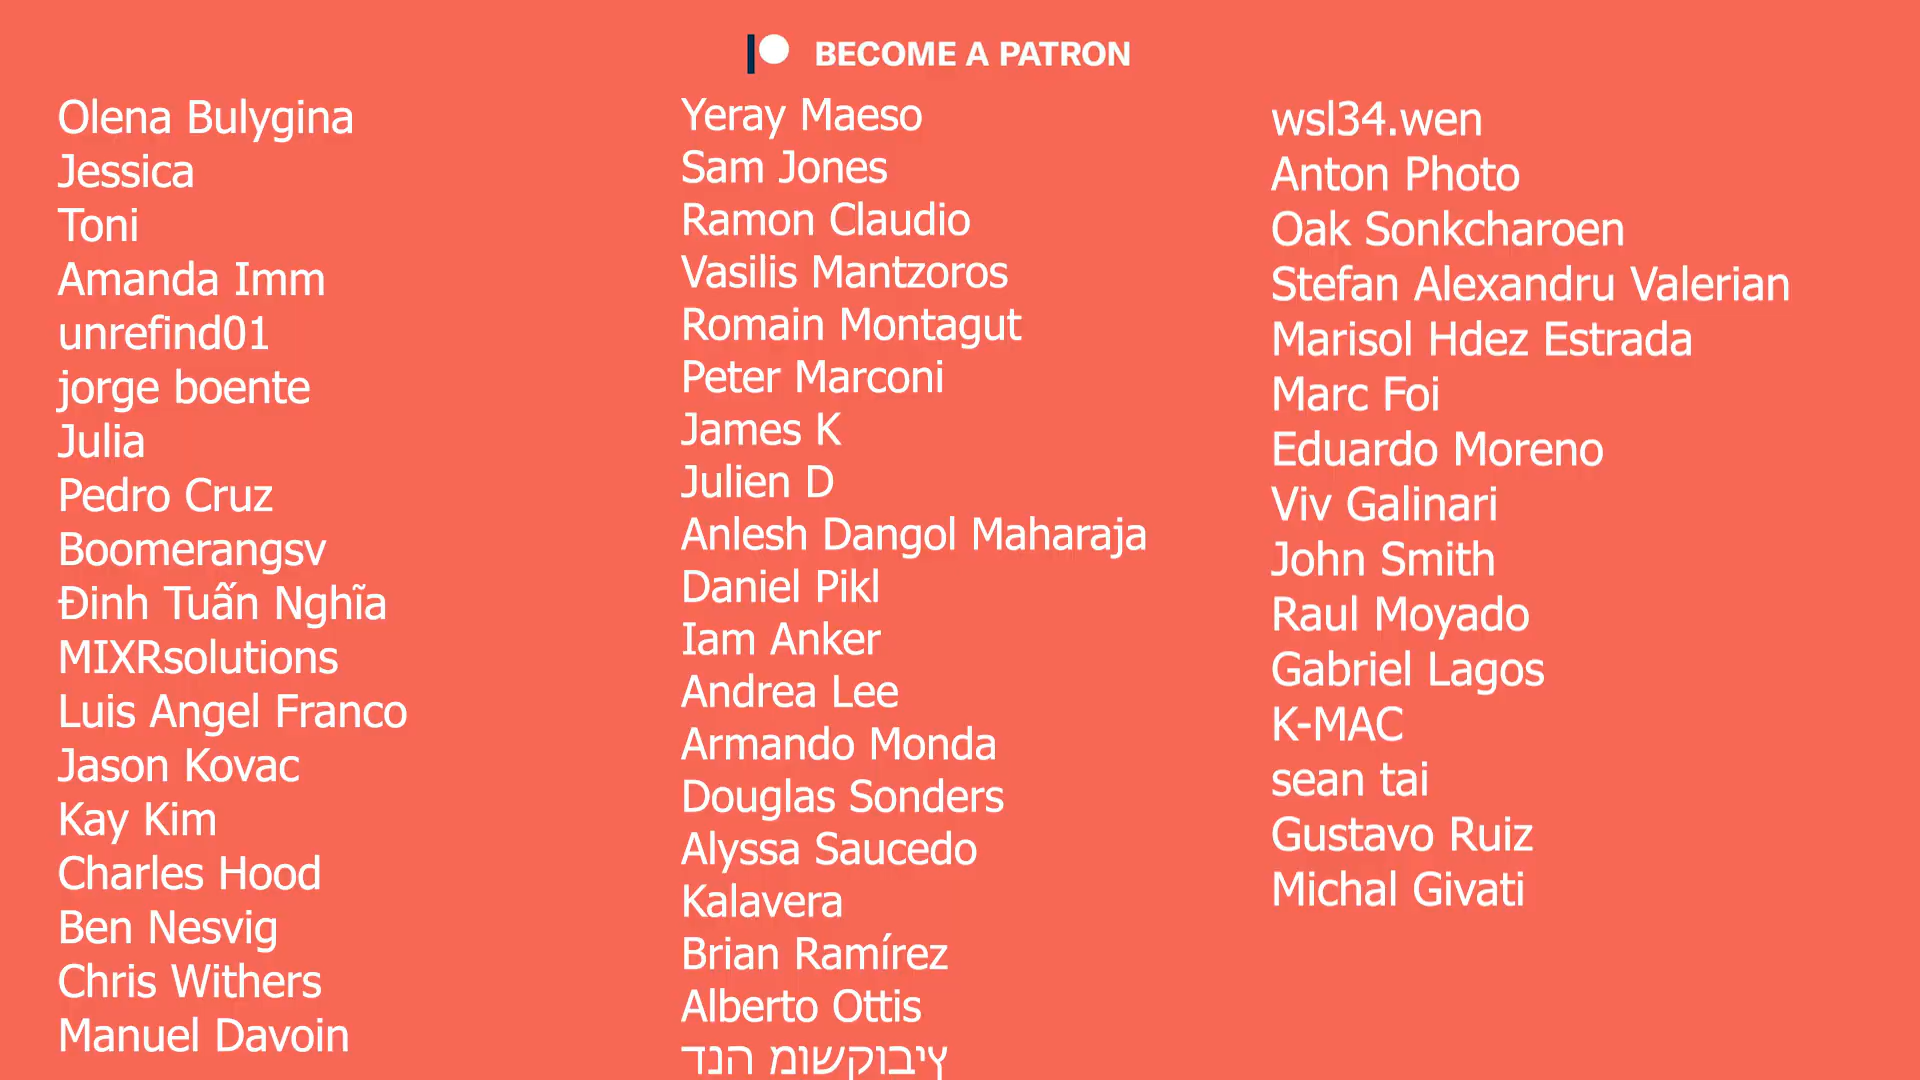 BECOME A PATRON
Olena Bulygina
Jessica
Toni
Amanda Imm
unrefind01
jorge boente
Julia
Pedro Cruz
Boomerangsv
Đinh Tuấn Nghĩa
MIXRsolutions
Luis Angel Franco
Jason Kovac
Kay Kim
Charles Hood
Ben Nesvig
Chris Withers
Manuel Davoin
Yeray Maeso
Sam Jones
Ramon Claudio
Vasilis Mantzoros
Romain Montagut
Peter Marconi
James K
Julien D
Anlesh Dangol Maharaja
Daniel Pikl
Iam Anker
Andrea Lee
Armando Monda
Douglas Sonders
Alyssa Saucedo
Kalavera
Brian Ramírez
Alberto Ottis
דנה מושקוביץ
wsl34.wen
Anton Photo
Oak Sonkcharoen
Stefan Alexandru Valerian
Marisol Hdez Estrada
Marc Foi
Eduardo Moreno
Viv Galinari
John Smith
Raul Moyado
Gabriel Lagos
K-MAC
sean tai
Gustavo Ruiz
Michal Givati